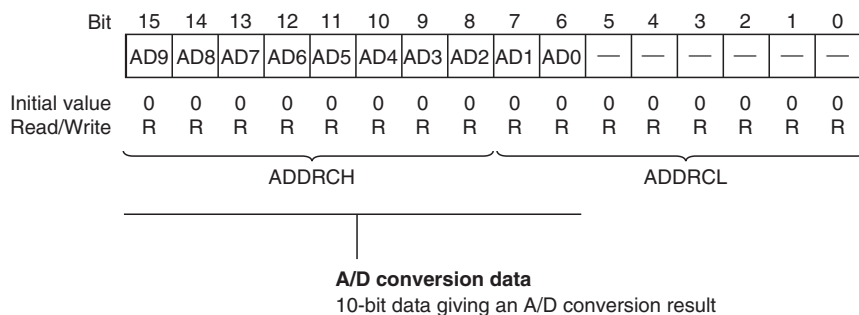 Bit 15 14 13 12 11 10 9 8 7 6 5 4 3 2 1 0
AD9 AD8 AD7 AD6 AD5 AD4 AD3 AD2 AD1 AD0 — — — — — —
Initial value 0 0 0 0 0 0 0 0 0 0 0 0 0 0 0 0
Read/Write R R R R R R R R R R R R R R R R
ADDRCH ADDRCL
A/D conversion data
10-bit data giving an A/D conversion result